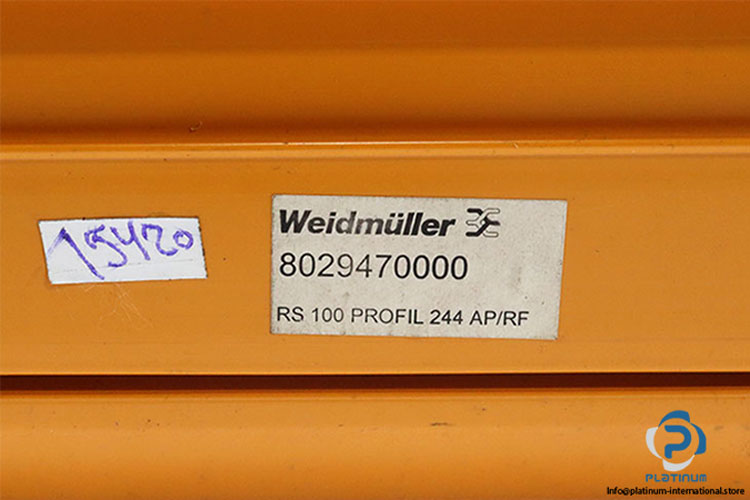 15420
Weidmüller
8029470000
RS 100 PROFIL 244 AP/RF
PLATINUM
Info@platinum-international.store